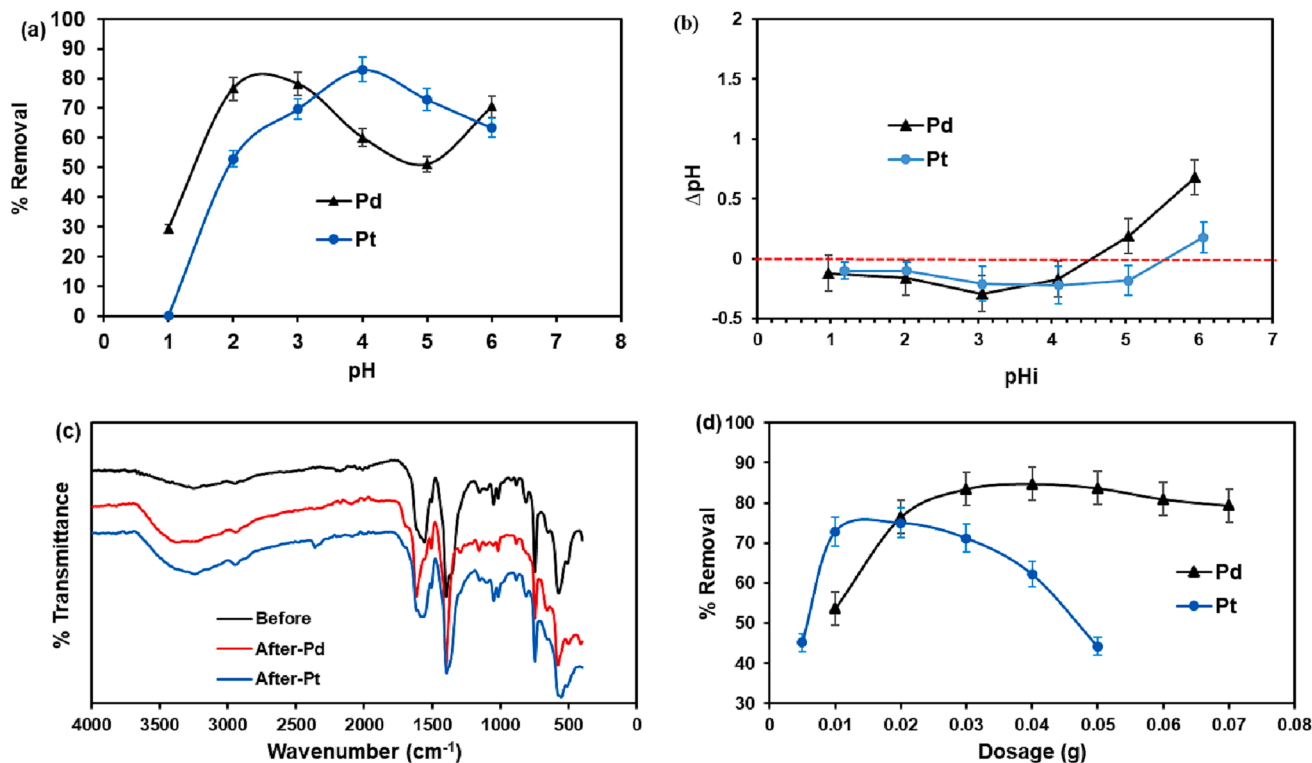 (a)
100
90
80
70
60
50
40
30
20
10
0
% Removal
Pd
Pt
0 1 2 3 4 5 6 7 8
pH
(b)
2
1.5
1
0.5
0
-0.5
ΔpH
Pd
Pt
0 1 2 3 4 5 6 7
pHi
(c)
% Transmittance
Before
After-Pd
After-Pt
4000 3500 3000 2500 2000 1500 1000 500 0
Wavenumber (cm⁻¹)
(d)
100
90
80
70
60
50
40
30
% Removal
Pd
Pt
0 0.01 0.02 0.03 0.04 0.05 0.06 0.07 0.08
Dosage (g)